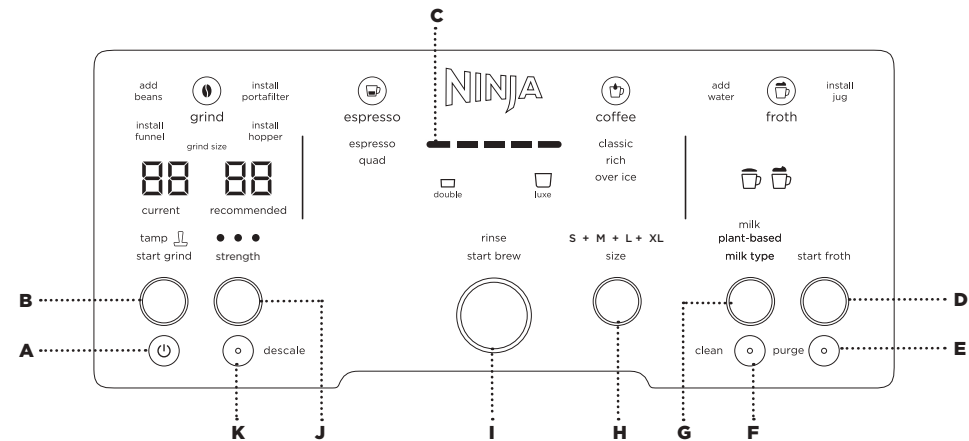 C
add
beans
install
portafilter
grind
install
funnel
install
hopper
grind size
88
88
current
recommended
tamp
start grind
strength
espresso
espresso
quad
NINJA
double
luxe
coffee
classic
rich
over ice
add
water
install
jug
froth
rinse
start brew
S + M + L + XL
size
milk
plant-based
milk type
start froth
B
D
A
descale
clean
purge
E
K
J
I
H
G
F